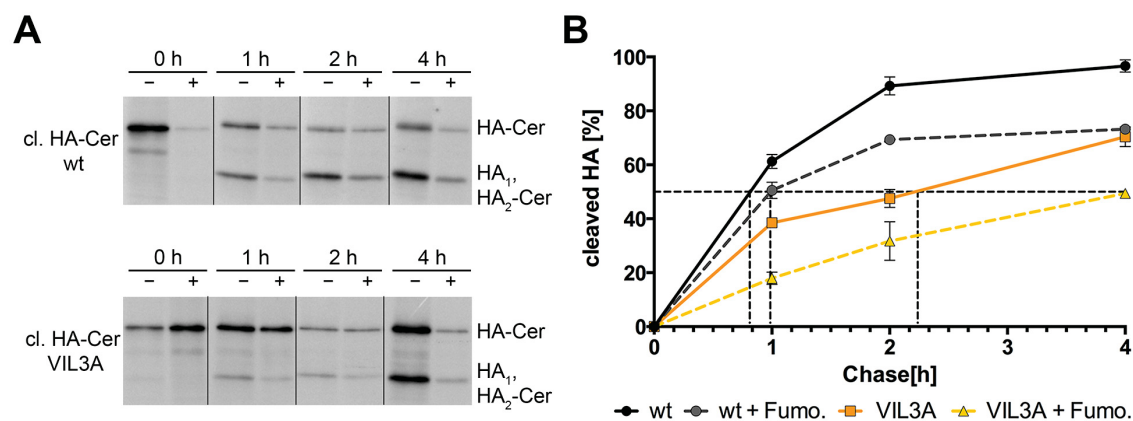 A
0 h 1 h 2 h 4 h
− + − + − + − +
cl. HA-Cer
wt
HA-Cer
HA1,
HA2-Cer
0 h 1 h 2 h 4 h
− + − + − + − +
cl. HA-Cer
VIL3A
HA-Cer
HA1,
HA2-Cer
B
cleaved HA [%]
100
80
60
40
20
0
0 1 2 3 4
Chase[h]
wt wt + Fumo. VIL3A VIL3A + Fumo.